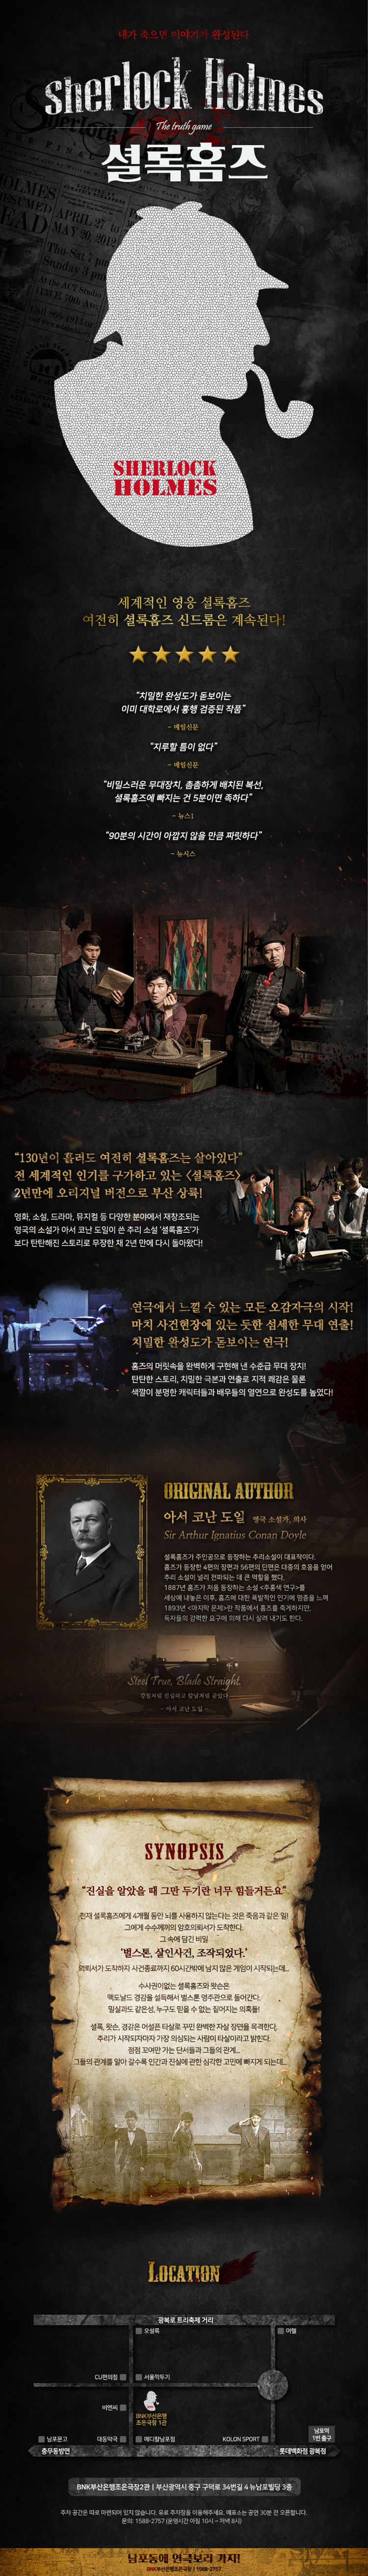 내가 죽으면 이야기가 완성된다
Sherlock Holmes
The truth game
셜록홈즈
SHERLOCK
HOLMES
세계적인 영웅 셜록홈즈
여전히 셜록홈즈 신드롬은 계속된다!
“치밀한 완성도가 돋보이는
이미 대학로에서 흥행 검증된 작품”
- 매일신문
“지루할 틈이 없다”
- 매일신문
“비밀스러운 무대장치, 촘촘하게 배치된 복선,
셜록홈즈에 빠지는 건 5분이면 족하다”
- 뉴스1
“90분의 시간이 아깝지 않을 만큼 짜릿하다”
- 뉴시스
“130년이 흘러도 여전히 셜록홈즈는 살아있다”
전 세계적인 인기를 구가하고 있는 <셜록홈즈>
2년만에 오리지널 버전으로 부산 상륙!
영화, 소설, 드라마, 뮤지컬 등 다양한 분야에서 재창조되는
영국의 소설가 아서 코난 도일이 쓴 추리 소설 '셜록홈즈'가
보다 탄탄해진 스토리로 무장한 채 2년 만에 다시 돌아왔다!
연극에서 느낄 수 있는 모든 오감자극의 시작!
마치 사건현장에 있는 듯한 섬세한 무대 연출!
치밀한 완성도가 돋보이는 연극!
홈즈의 머릿속을 완벽하게 구현해 낸 수준급 무대 장치!
탄탄한 스토리, 치밀한 극본과 연출로 지적 쾌감은 물론
색깔이 분명한 캐릭터들과 배우들의 열연으로 완성도를 높였다!
ORIGINAL AUTHOR
아서 코난 도일 영국 소설가, 의사
Sir Arthur Ignatius Conan Doyle
셜록홈즈가 주인공으로 등장하는 추리소설이 대표작이다.
홈즈가 등장한 4편의 장편과 56편의 단편은 대중의 호응을 얻어
추리 소설이 널리 전파되는 데 큰 역할을 했다.
1887년 홈즈가 처음 등장하는 소설 <주홍색 연구>를
세상에 내놓은 이후, 홈즈에 대한 폭발적인 인기에 염증을 느껴
1893년 <마지막 문제>란 작품에서 홈즈를 죽게하지만,
독자들의 강력한 요구에 의해 다시 살려 내기도 한다.
Steel True, Blade Straight.
강철처럼 진실하고 칼날처럼 곧았다
- 아서 코난 도일 -
SYNOPSIS
“진실을 알았을 때 그만 두기란 너무 힘들거든요”
천재 셜록홈즈에게 4개월 동안 뇌를 사용하지 않는다는 것은 죽음과 같은 일!
그에게 수수께끼의 암호의뢰서가 도착한다.
그 속에 담긴 비밀
‘벌스톤, 살인사건, 조작되었다.’
의뢰서가 도착하자 사건종료까지 60시간밖에 남지 않은 게임이 시작되는데...
수사권이없는 셜록홈즈와 왓슨은
맥도날드 경감을 설득해서 벌스톤 영주관으로 들어간다.
밀실과도 같은성, 누구도 믿을 수 없는 짙어지는 의혹들!
셜록, 왓슨, 경감은 어설픈 타살로 꾸민 완벽한 자살 장면을 목격한다.
추리가 시작되자마자 가장 의심되는 사람이 타살이라고 밝힌다.
점점 꼬여만 가는 단서들과 그들의 관계...
그들의 관계를 알아 갈수록 인간과 진실에 관한 심각한 고민에 빠지게 되는데...
LOCATION
광복로 트리축제 거리
오설록
어헬
CU편의점
서울깍두기
비엔씨
BNK부산은행
조은극장 1관
남포문고
대동약국
메디팜남포점
KOLON SPORT
남포역
1번 출구
충무동방면
롯데백화점 광복점
BNK부산은행조은극장2관 | 부산광역시 중구 구덕로 34번길 4 뉴남포빌딩 3층
주차 공간은 따로 마련되어 있지 않습니다. 유료 주차장을 이용해주세요. 매표소는 공연 30분 전 오픈합니다.
문의: 1588-2757 (운영시간 아침 10시 ~ 저녁 8시)
남포동에 연극보러 가자!
BNK부산은행조은극장 | 1588-2757